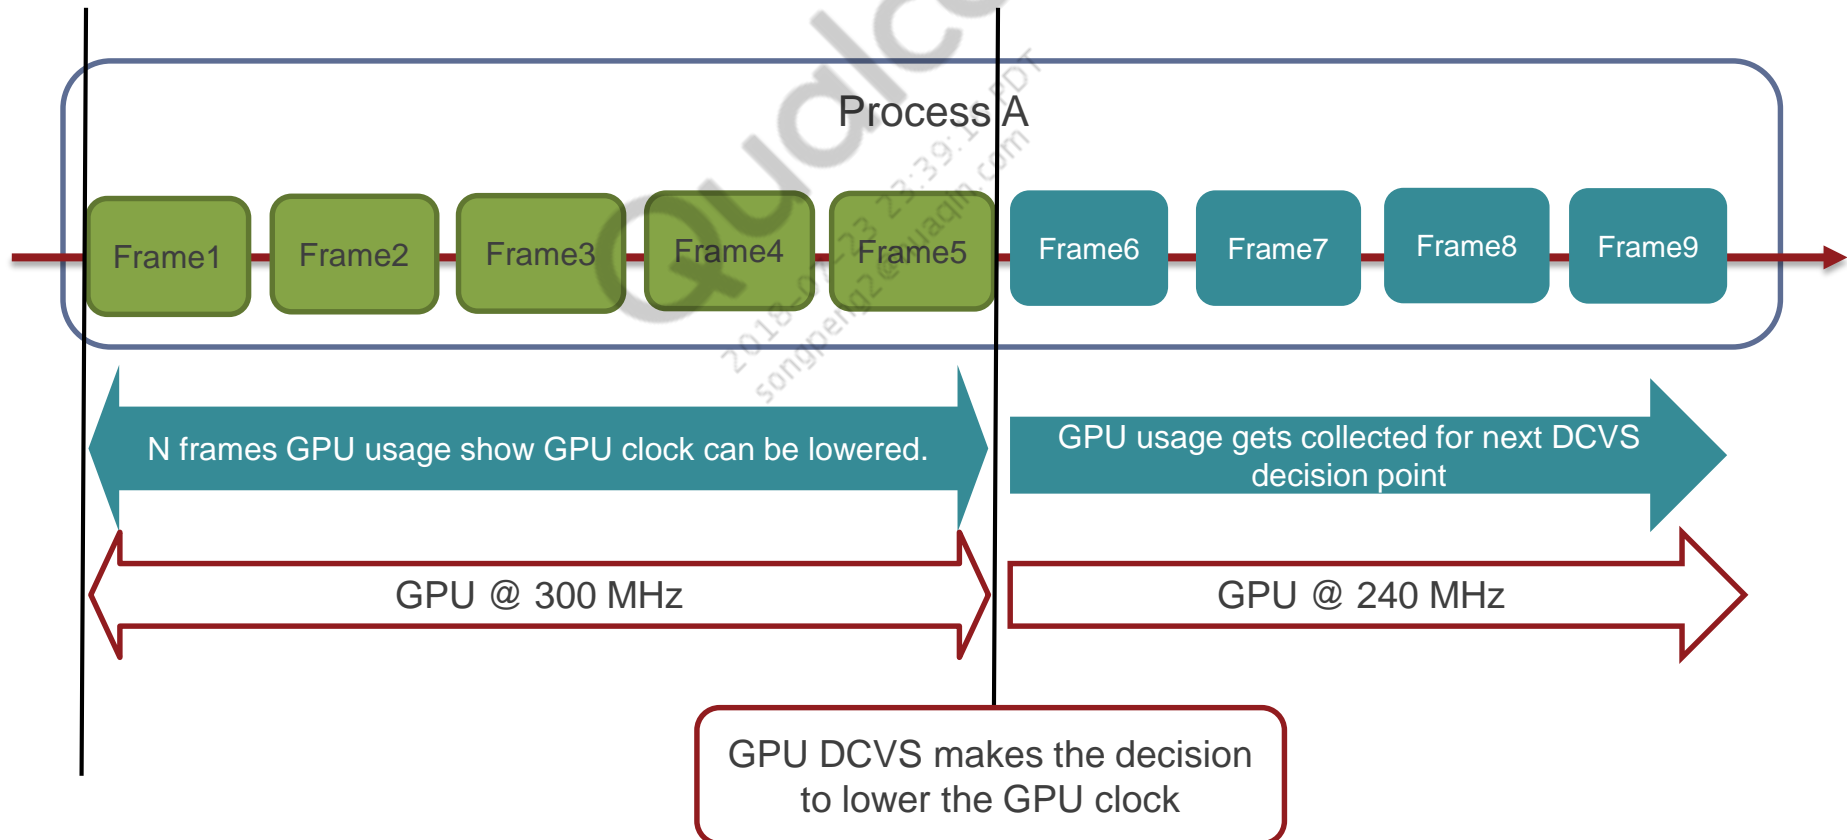 Process A
Frame1
Frame2
Frame3
Frame4
Frame5
Frame6
Frame7
Frame8
Frame9
N frames GPU usage show GPU clock can be lowered.
GPU usage gets collected for next DCVS
decision point
GPU @ 300 MHz
GPU @ 240 MHz
GPU DCVS makes the decision
to lower the GPU clock